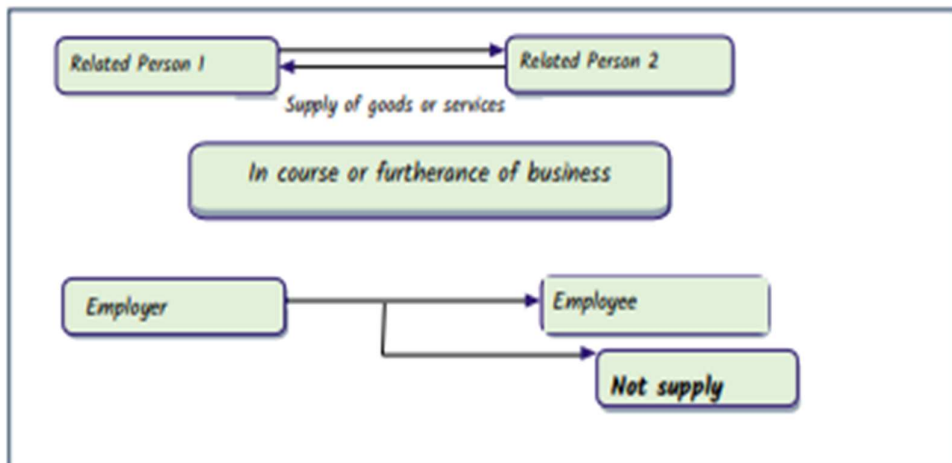 Related Person 1
Related Person 2
Supply of goods or services
In course or furtherance of business
Employer
Employee
Not supply